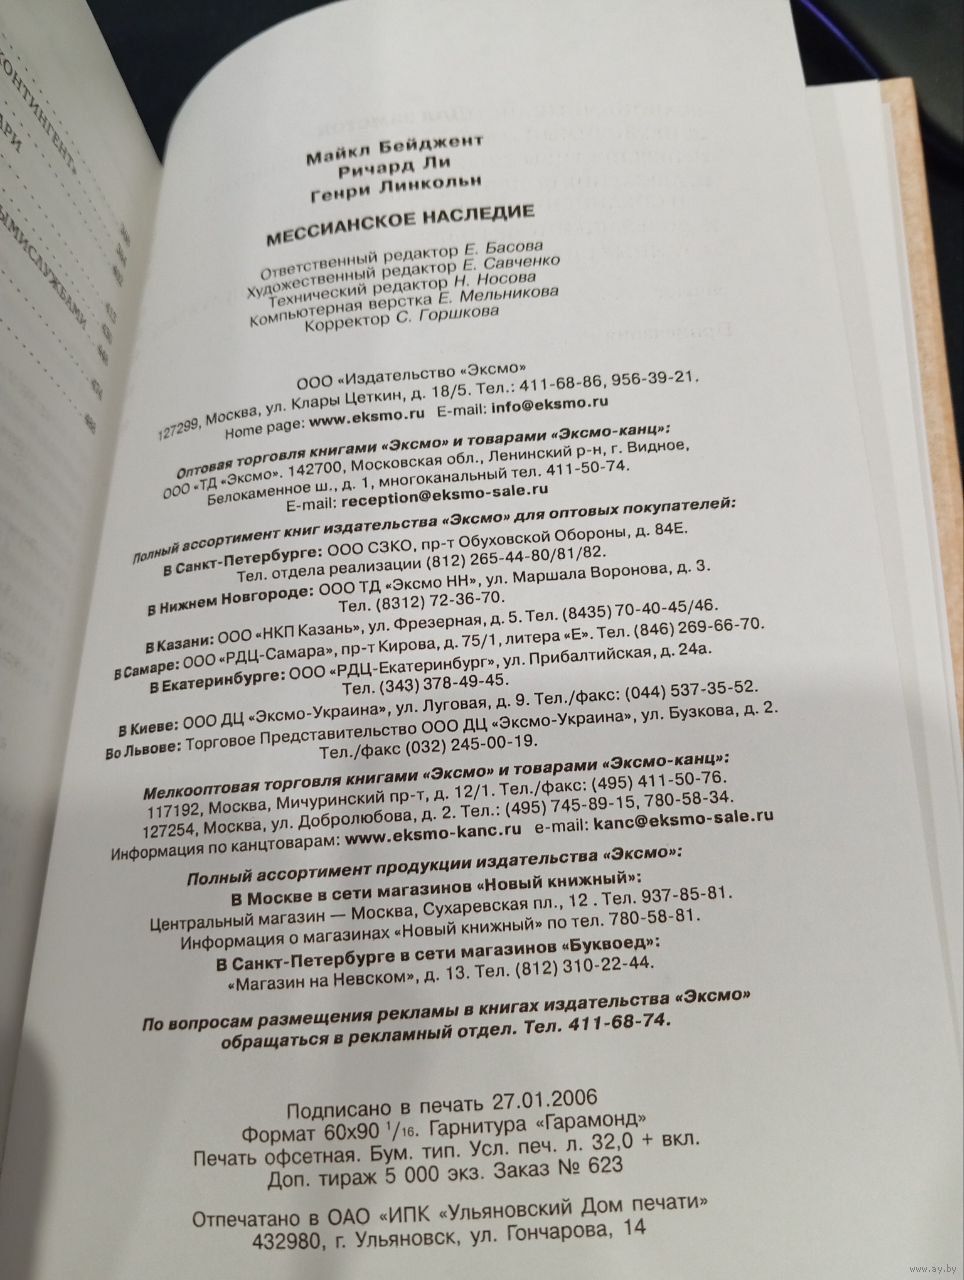 КОНТИНГЕНТ»
Майкл Бейджент
Ричард Ли
Генри Линкольн
МЕССИАНСКОЕ НАСЛЕДИЕ
Ответственный редактор Е. Басова
Художественный редактор Е. Савченко
Технический редактор Н. Носова
Компьютерная верстка Е. Мельникова
Корректор С. Горшкова
ООО «Издательство «Эксмо»
127299, Москва, ул. Клары Цеткин, д. 18/5. Тел.: 411-68-86, 956-39-21.
Home page: www.eksmo.ru E-mail: info@eksmo.ru
Оптовая торговля книгами «Эксмо» и товарами «Эксмо-канц»:
ООО «ТД «Эксмо». 142700, Московская обл., Ленинский р-н, г. Видное,
Белокаменное ш., д. 1, многоканальный тел. 411-50-74.
E-mail: reception@eksmo-sale.ru
Полный ассортимент книг издательства «Эксмо» для оптовых покупателей:
В Санкт-Петербурге: ООО СЗКО, пр-т Обуховской Обороны, д. 84Е.
Тел. отдела реализации (812) 265-44-80/81/82.
В Нижнем Новгороде: ООО ТД «Эксмо НН», ул. Маршала Воронова, д. 3.
Тел. (8312) 72-36-70.
В Казани: ООО «НКП Казань», ул. Фрезерная, д. 5. Тел. (8435) 70-40-45/46.
В Самаре: ООО «РДЦ-Самара», пр-т Кирова, д. 75/1, литера «Е». Тел. (846) 269-66-70.
В Екатеринбурге: ООО «РДЦ-Екатеринбург», ул. Прибалтийская, д. 24а.
Тел. (343) 378-49-45.
В Киеве: ООО ДЦ «Эксмо-Украина», ул. Луговая, д. 9. Тел./факс: (044) 537-35-52.
Во Львове: Торговое Представительство ООО ДЦ «Эксмо-Украина», ул. Бузкова, д. 2.
Тел./факс (032) 245-00-19.
Мелкооптовая торговля книгами «Эксмо» и товарами «Эксмо-канц»:
117192, Москва, Мичуринский пр-т, д. 12/1. Тел./факс: (495) 411-50-76.
127254, Москва, ул. Добролюбова, д. 2. Тел.: (495) 745-89-15, 780-58-34.
Информация по канцтоварам: www.eksmo-kanc.ru e-mail: kanc@eksmo-sale.ru
Полный ассортимент продукции издательства «Эксмо»:
В Москве в сети магазинов «Новый книжный»:
Центральный магазин — Москва, Сухаревская пл., 12 . Тел. 937-85-81.
Информация о магазинах «Новый книжный» по тел. 780-58-81.
В Санкт-Петербурге в сети магазинов «Буквоед»:
«Магазин на Невском», д. 13. Тел. (812) 310-22-44.
По вопросам размещения рекламы в книгах издательства «Эксмо»
обращаться в рекламный отдел. Тел. 411-68-74.
Подписано в печать 27.01.2006
Формат 60х90 1/16. Гарнитура «Гарамонд»
Печать офсетная. Бум. тип. Усл. печ. л. 32,0 + вкл.
Доп. тираж 5 000 экз. Заказ № 623
Отпечатано в ОАО «ИПК «Ульяновский Дом печати»
432980, г. Ульяновск, ул. Гончарова, 14
www.ay.by